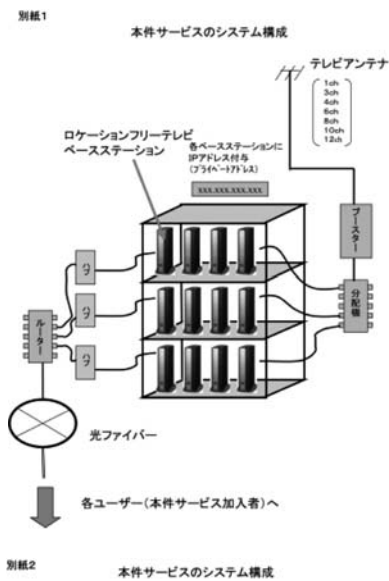 別紙1
本件サービスのシステム構成
テレビアンテナ
1ch
3ch
4ch
6ch
8ch
10ch
12ch
ロケーションフリーテレビ
ベースステーション
各ベースステーションに
IPアドレス付与
(プライベートアドレス)
xxx.xxx.xxx.xxx
ブースター
分配機
ハブ
ハブ
ハブ
ルーター
光ファイバー
各ユーザー(本件サービス加入者)へ
別紙2
本件サービスのシステム構成